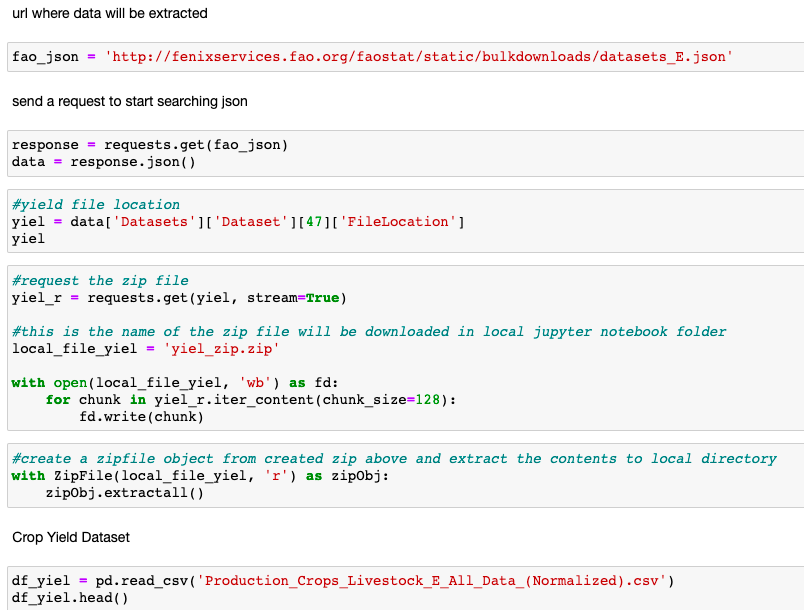 url where data will be extracted
fao_json = 'http://fenixservices.fao.org/faostat/static/bulkdownloads/datasets_E.json'
send a request to start searching json
response = requests.get(fao_json)
data = response.json()
#yield file location
yiel = data['Datasets']['Dataset'][47]['FileLocation']
yiel
#request the zip file
yiel_r = requests.get(yiel, stream=True)
#this is the name of the zip file will be downloaded in local jupyter notebook folder
local_file_yiel = 'yiel_zip.zip'
with open(local_file_yiel, 'wb') as fd:
    for chunk in yiel_r.iter_content(chunk_size=128):
        fd.write(chunk)
#create a zipfile object from created zip above and extract the contents to local directory
with ZipFile(local_file_yiel, 'r') as zipObj:
    zipObj.extractall()
Crop Yield Dataset
df_yiel = pd.read_csv('Production_Crops_Livestock_E_All_Data_(Normalized).csv')
df_yiel.head()